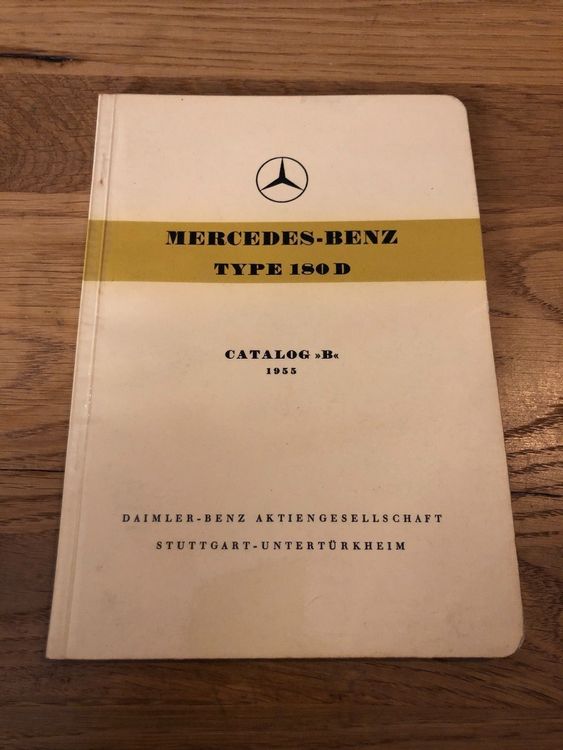 MERCEDES-BENZ
TYPE 180 D
CATALOG »B«
1955
DAIMLER-BENZ AKTIENGESELLSCHAFT
STUTTGART-UNTERTÜRKHEIM